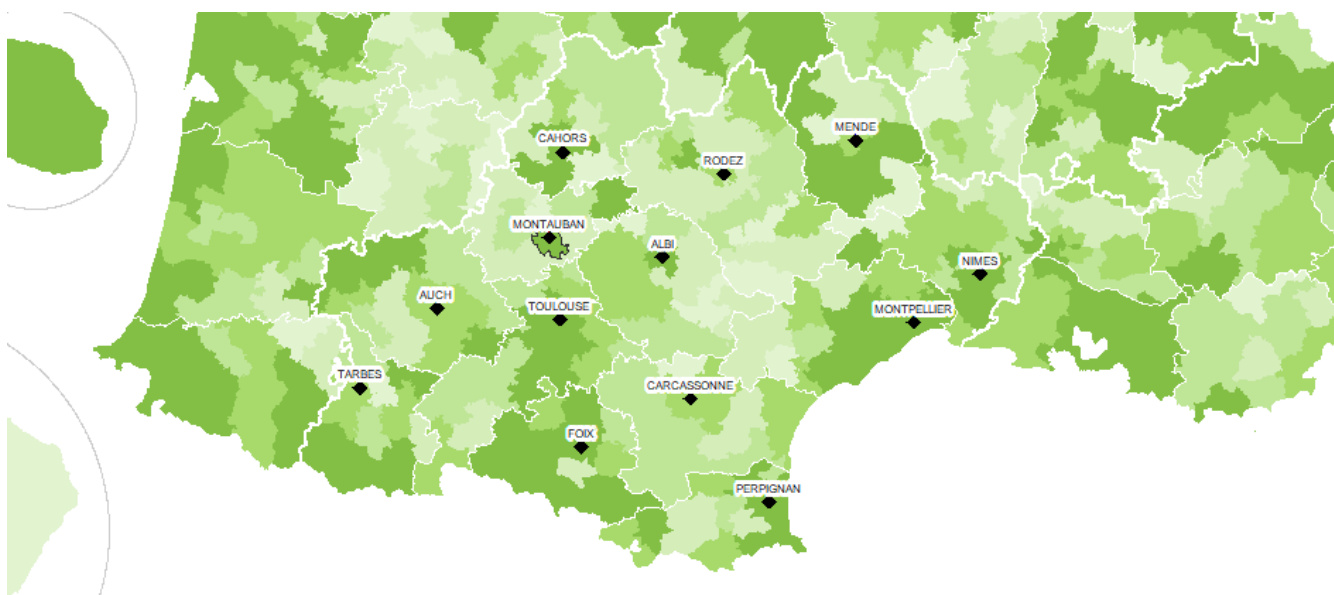 MENDE
CAHORS
RODEZ
MONTAUBAN
ALBI
NIMES
AUCH
TOULOUSE
MONTPELLIER
TARBES
CARCASSONNE
FOIX
PERPIGNAN